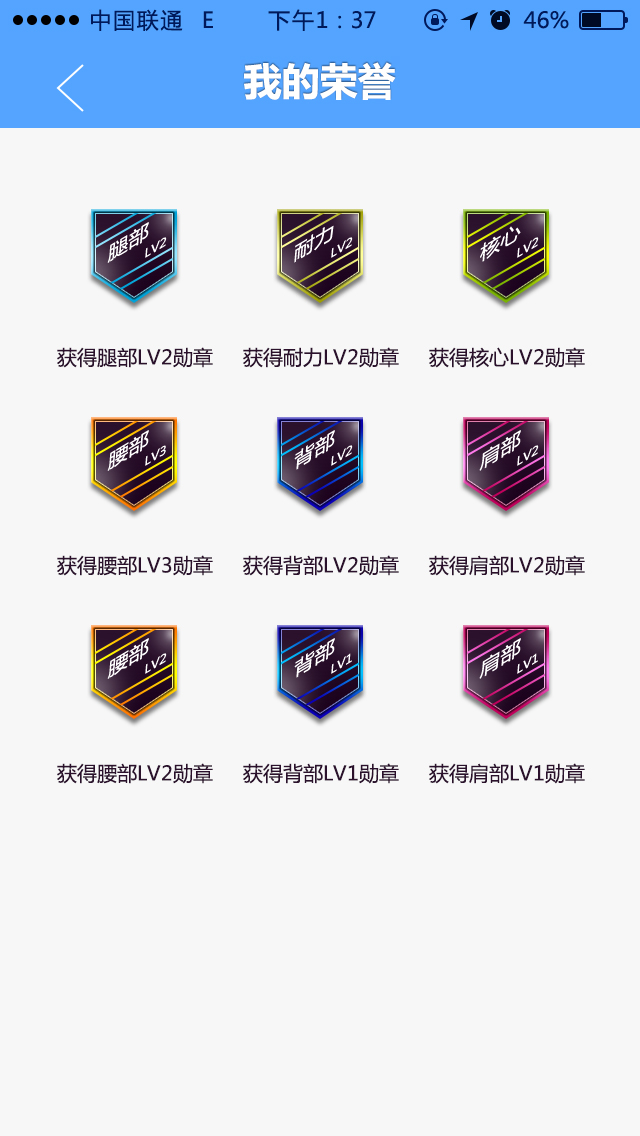 中国联通 E 下午1：37 46%
我的荣誉
腿部 LV2
耐力 LV2
核心 LV2
获得腿部LV2勋章 获得耐力LV2勋章 获得核心LV2勋章
腰部 LV3
背部 LV2
肩部 LV2
获得腰部LV3勋章 获得背部LV2勋章 获得肩部LV2勋章
腰部 LV2
背部 LV1
肩部 LV1
获得腰部LV2勋章 获得背部LV1勋章 获得肩部LV1勋章